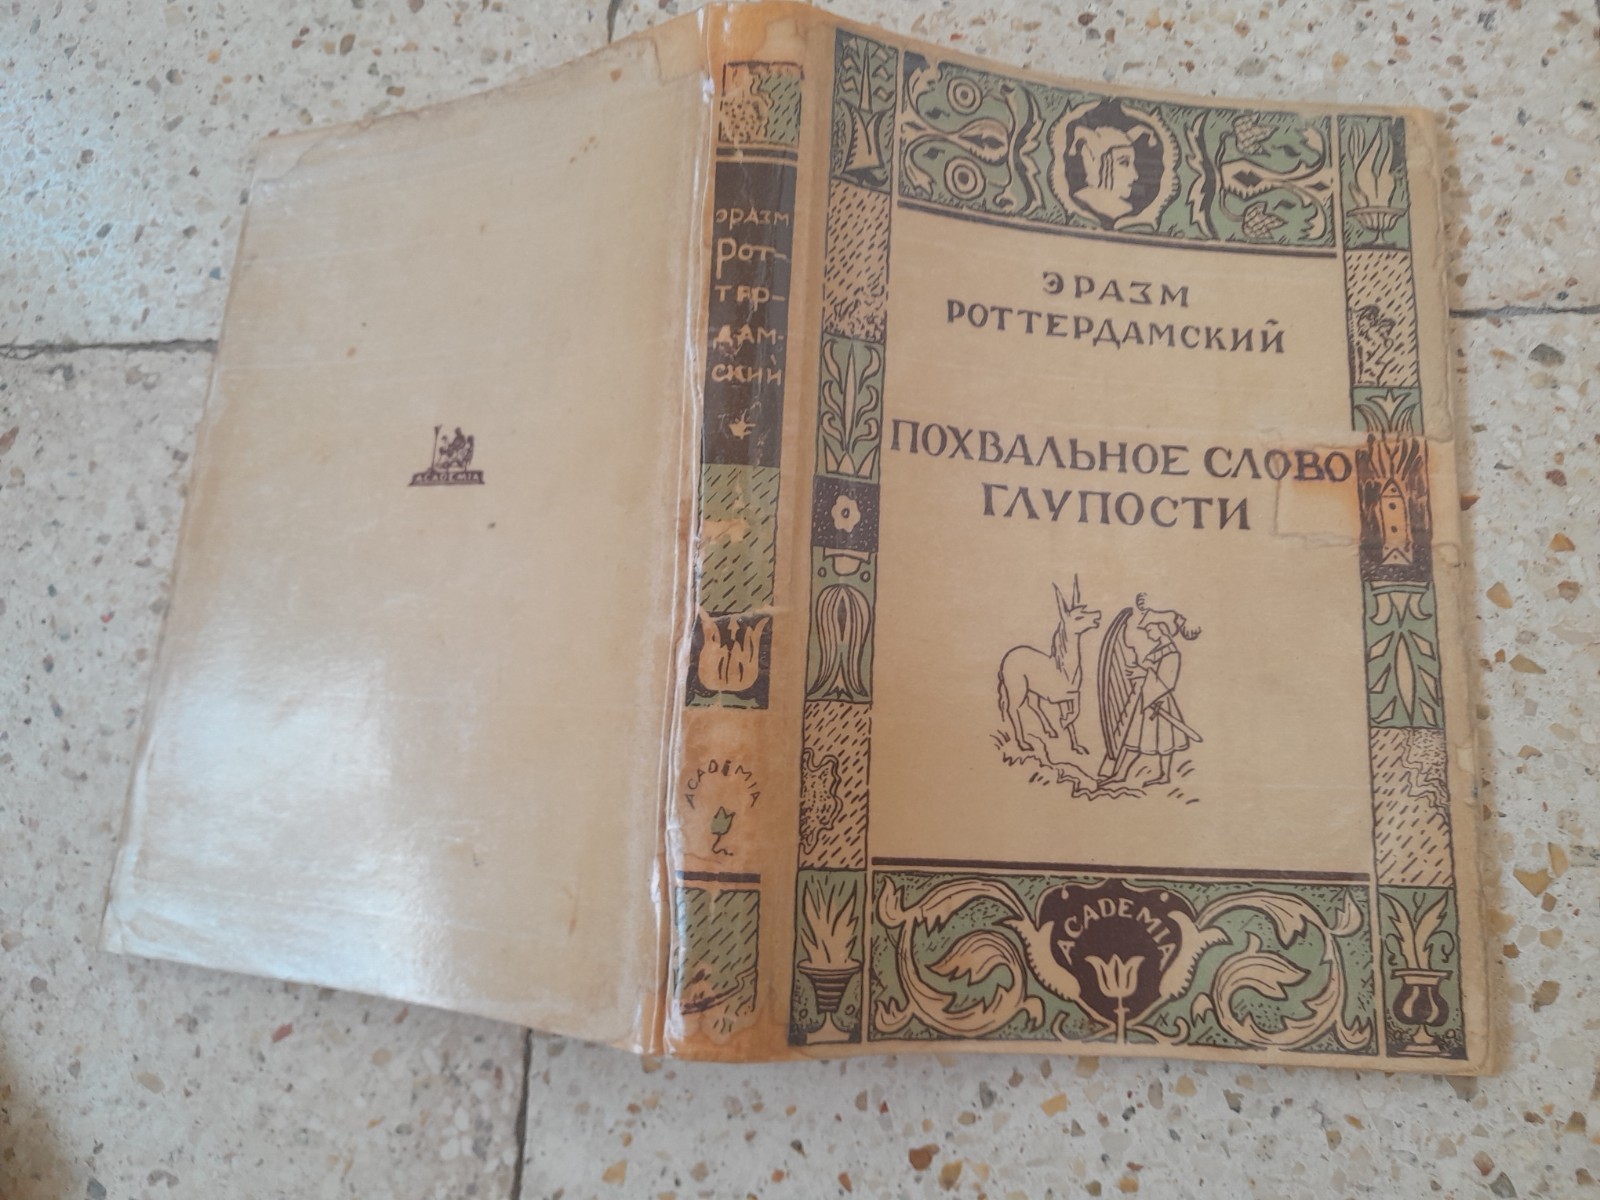 ACADEMIA
ЭРАЗМ
РОТ-
ТЕР-
ДАМ-
СКИЙ
ACADEMIA
ЭРАЗМ
РОТТЕРДАМСКИЙ
ПОХВАЛЬНОЕ СЛОВО
ГЛУПОСТИ
ACADEMIA